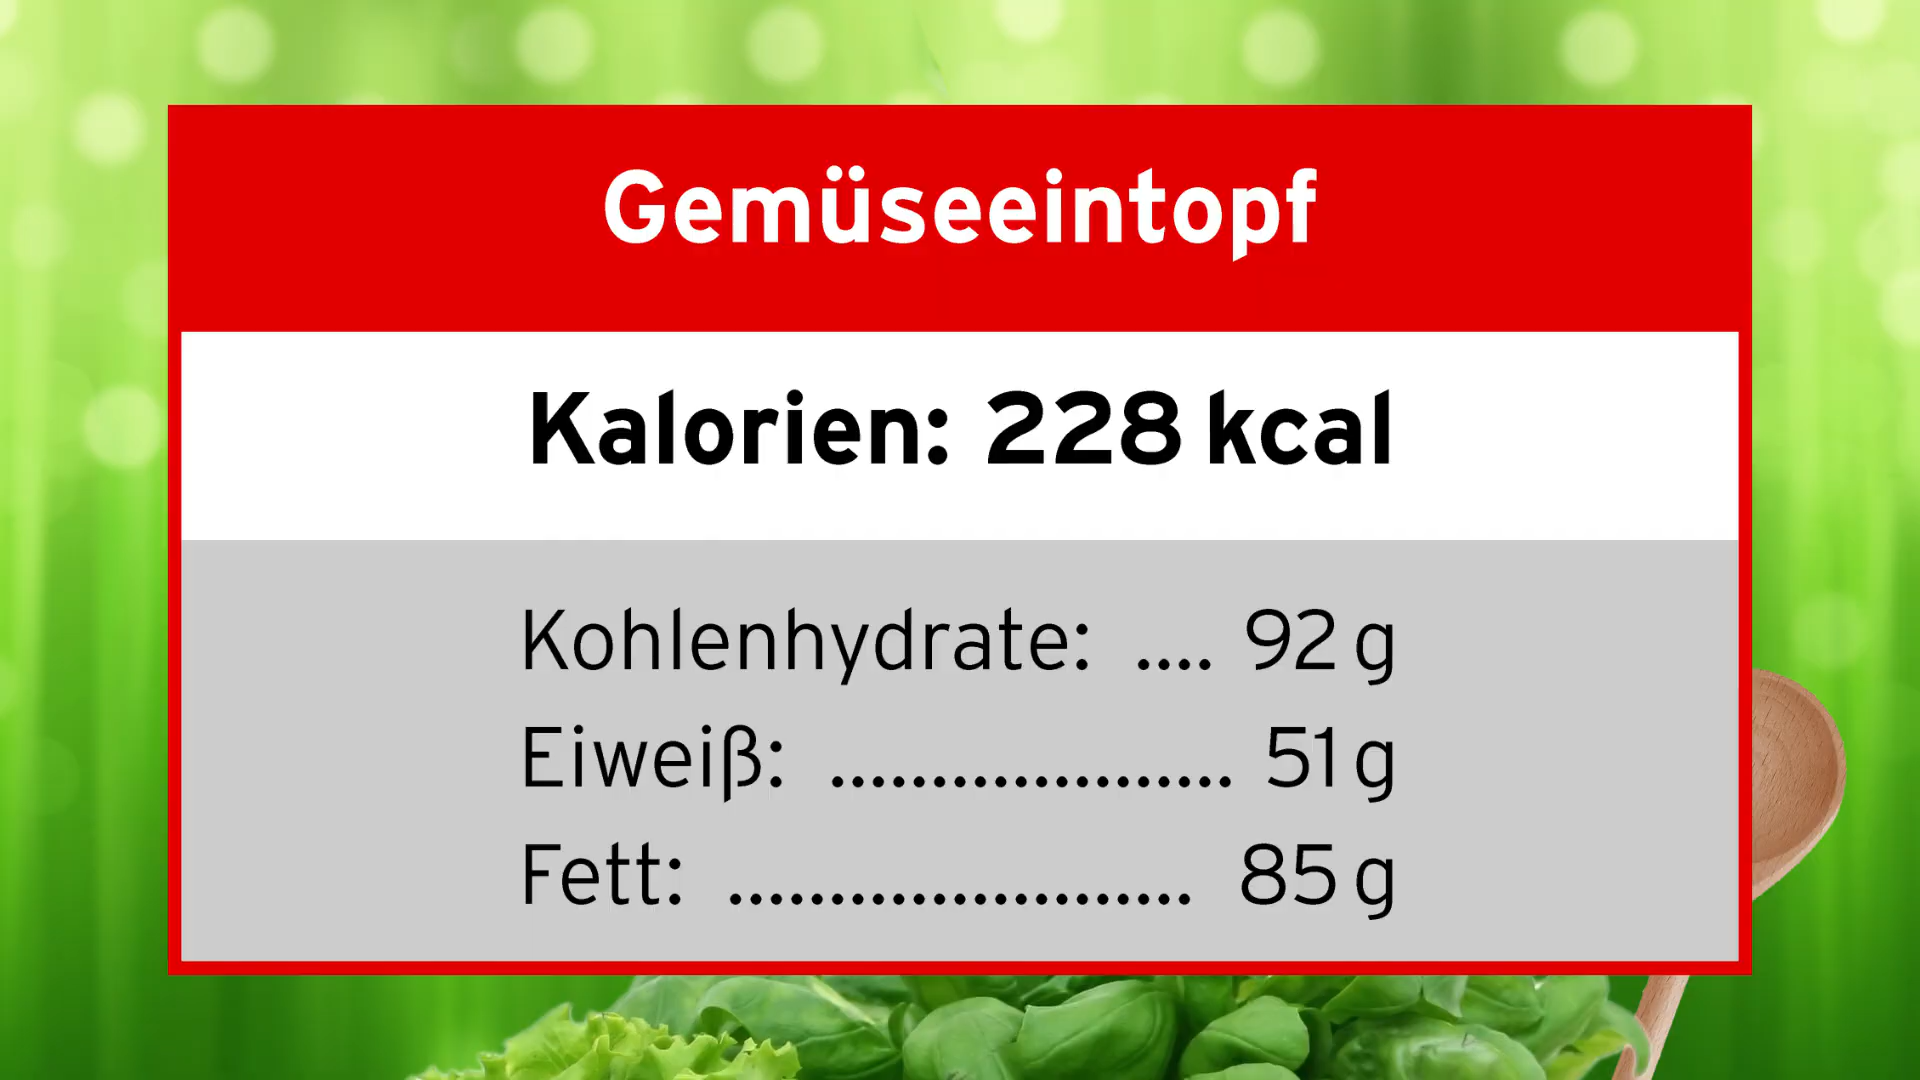 Gemüseeintopf
Kalorien: 228 kcal
Kohlenhydrate: .... 92 g
Eiweiß: .................... 51 g
Fett: ....................... 85 g